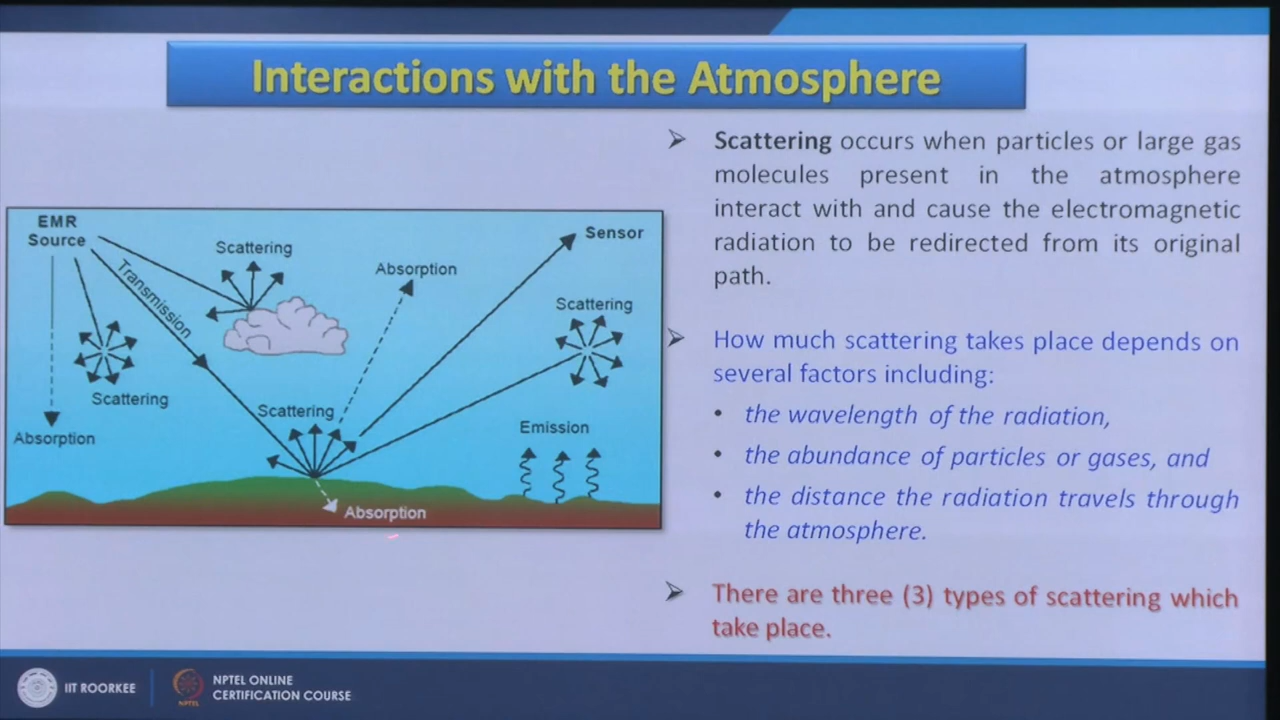 Interactions with the Atmosphere
EMR
Source
Transmission
Scattering
Absorption
Sensor
Scattering
Scattering
Absorption
Scattering
Emission
Absorption
Scattering occurs when particles or large gas
molecules present in the atmosphere
interact with and cause the electromagnetic
radiation to be redirected from its original
path.
How much scattering takes place depends on
several factors including:
• the wavelength of the radiation,
• the abundance of particles or gases, and
• the distance the radiation travels through
the atmosphere.
There are three (3) types of scattering which
take place.
IIT ROORKEE
NPTEL
NPTEL ONLINE
CERTIFICATION COURSE